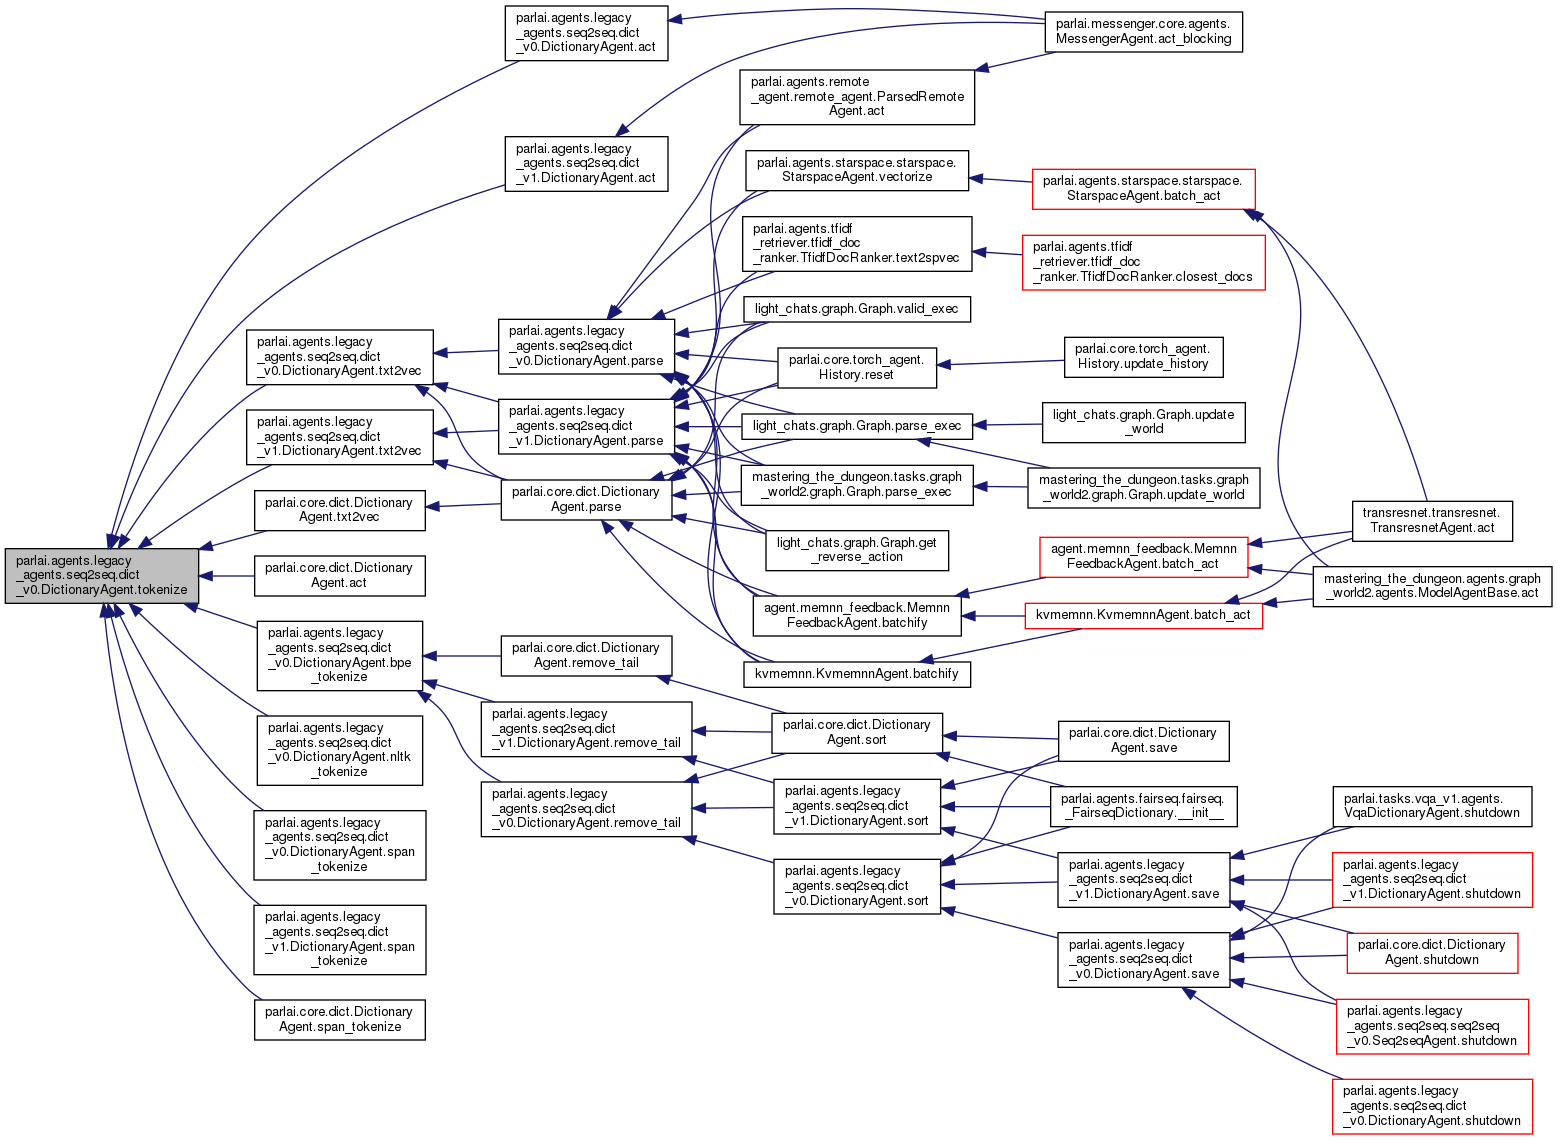 parlai.agents.legacy
_agents.seq2seq.dict
_v0.DictionaryAgent.tokenize
parlai.agents.legacy
_agents.seq2seq.dict
_v0.DictionaryAgent.txt2vec
parlai.agents.legacy
_agents.seq2seq.dict
_v1.DictionaryAgent.txt2vec
parlai.core.dict.Dictionary
Agent.txt2vec
parlai.core.dict.Dictionary
Agent.act
parlai.agents.legacy
_agents.seq2seq.dict
_v0.DictionaryAgent.bpe
_tokenize
parlai.agents.legacy
_agents.seq2seq.dict
_v0.DictionaryAgent.nltk
_tokenize
parlai.agents.legacy
_agents.seq2seq.dict
_v0.DictionaryAgent.span
_tokenize
parlai.agents.legacy
_agents.seq2seq.dict
_v1.DictionaryAgent.span
_tokenize
parlai.core.dict.Dictionary
Agent.span_tokenize
parlai.agents.legacy
_agents.seq2seq.dict
_v0.DictionaryAgent.act
parlai.agents.legacy
_agents.seq2seq.dict
_v1.DictionaryAgent.act
parlai.agents.legacy
_agents.seq2seq.dict
_v0.DictionaryAgent.parse
parlai.agents.legacy
_agents.seq2seq.dict
_v1.DictionaryAgent.parse
parlai.core.dict.Dictionary
Agent.parse
parlai.core.dict.Dictionary
Agent.remove_tail
parlai.agents.legacy
_agents.seq2seq.dict
_v1.DictionaryAgent.remove_tail
parlai.agents.legacy
_agents.seq2seq.dict
_v0.DictionaryAgent.remove_tail
parlai.agents.remote
_agent.remote_agent.ParsedRemote
Agent.act
parlai.agents.starspace.starspace.
StarspaceAgent.vectorize
parlai.agents.tfidf
_retriever.tfidf_doc
_ranker.TfidfDocRanker.text2spvec
light_chats.graph.Graph.valid_exec
parlai.core.torch_agent.
History.reset
light_chats.graph.Graph.parse_exec
mastering_the_dungeon.tasks.graph
_world2.graph.Graph.parse_exec
light_chats.graph.Graph.get
_reverse_action
agent.memnn_feedback.Memnn
FeedbackAgent.batchify
kvmemnn.KvmemnnAgent.batchify
parlai.core.dict.Dictionary
Agent.sort
parlai.agents.legacy
_agents.seq2seq.dict
_v1.DictionaryAgent.sort
parlai.agents.legacy
_agents.seq2seq.dict
_v0.DictionaryAgent.sort
parlai.messenger.core.agents.
MessengerAgent.act_blocking
parlai.agents.starspace.starspace.
StarspaceAgent.batch_act
parlai.agents.tfidf
_retriever.tfidf_doc
_ranker.TfidfDocRanker.closest_docs
parlai.core.torch_agent.
History.update_history
light_chats.graph.Graph.update
_world
mastering_the_dungeon.tasks.graph
_world2.graph.Graph.update_world
agent.memnn_feedback.Memnn
FeedbackAgent.batch_act
kvmemnn.KvmemnnAgent.batch_act
parlai.core.dict.Dictionary
Agent.save
parlai.agents.fairseq.fairseq.
_FairseqDictionary.__init__
parlai.agents.legacy
_agents.seq2seq.dict
_v1.DictionaryAgent.save
parlai.agents.legacy
_agents.seq2seq.dict
_v0.DictionaryAgent.save
transresnet.transresnet.
TransresnetAgent.act
mastering_the_dungeon.agents.graph
_world2.agents.ModelAgentBase.act
parlai.tasks.vqa_v1.agents.
VqaDictionaryAgent.shutdown
parlai.agents.legacy
_agents.seq2seq.dict
_v1.DictionaryAgent.shutdown
parlai.core.dict.Dictionary
Agent.shutdown
parlai.agents.legacy
_agents.seq2seq.seq2seq
_v0.Seq2seqAgent.shutdown
parlai.agents.legacy
_agents.seq2seq.dict
_v0.DictionaryAgent.shutdown